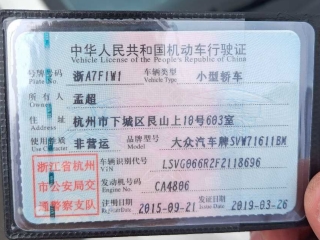 中华人民共和国机动车行驶证
Vehicle License of the People's Republic of China
号牌号码 浙A7F1W1 车辆类型 小型轿车
Plate No. Vehicle Type
所有人 孟超
Owner
住址 杭州市下城区艮山上10号603室
Address
使用性质 非营运 品牌型号 大众汽车牌SVW71611BM
Use Character Model
浙江省杭州市公安局交通警察支队
车辆识别代号 LSVG066R2F2118696
VIN
发动机号码 CA4806
Engine No.
注册日期 2015-09-21 发证日期 2019-03-26
Register Date Issue Date